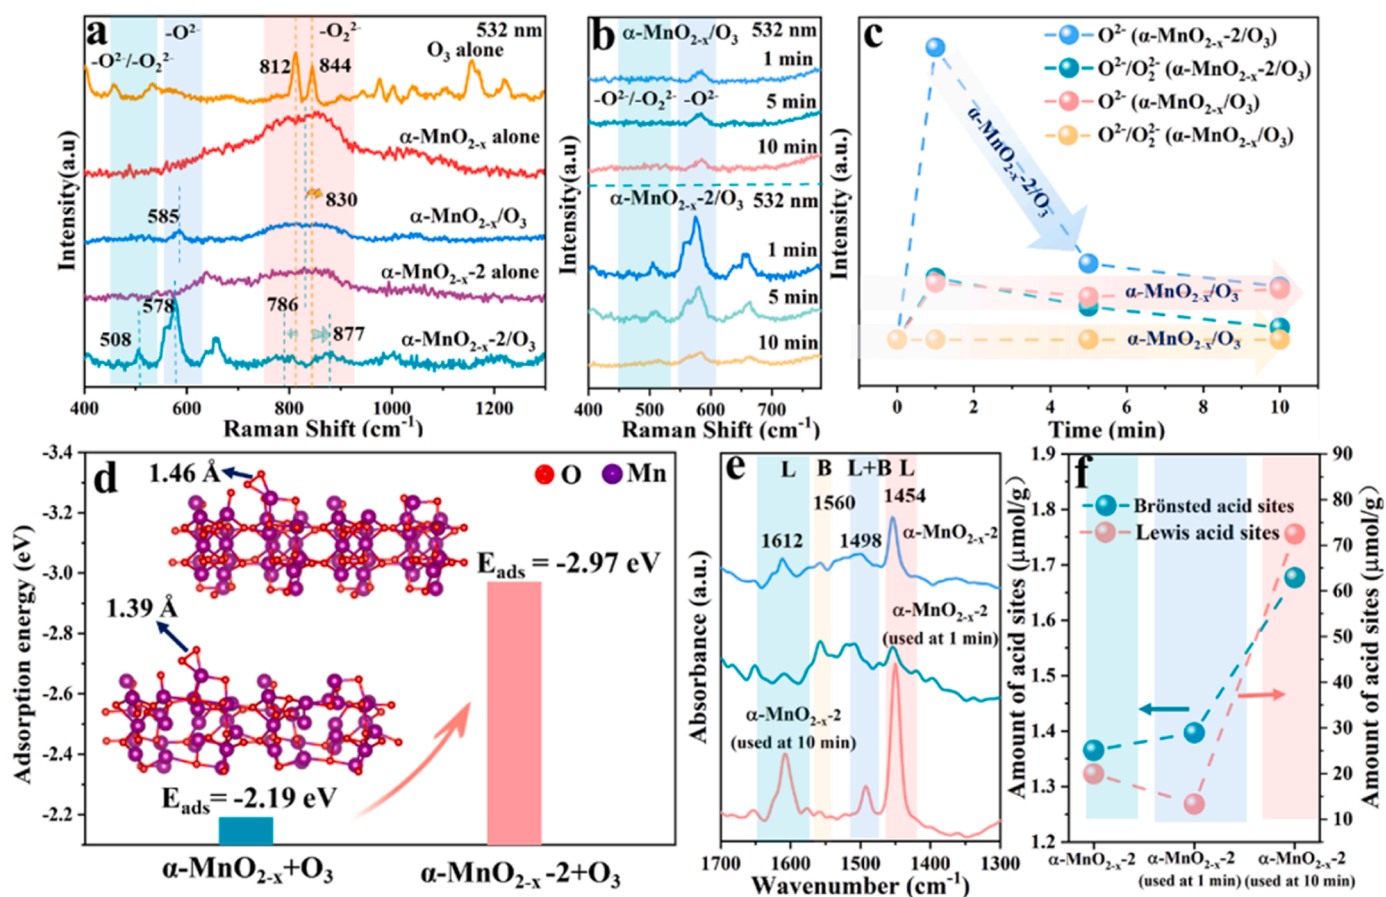 a
-O²⁻
-O₂²⁻
532 nm
O₃ alone
-O²⁻/-O₂²⁻
812
844
α-MnO₂₋ₓ alone
830
585
α-MnO₂₋ₓ/O₃
α-MnO₂₋ₓ-2 alone
578
786
508
877
α-MnO₂₋ₓ-2/O₃
Intensity(a.u)
400 600 800 1000 1200
Raman Shift (cm⁻¹)
b
α-MnO₂₋ₓ/O₃
532 nm
1 min
-O²⁻/-O₂²⁻
-O²⁻
5 min
10 min
α-MnO₂₋ₓ-2/O₃
532 nm
1 min
5 min
10 min
Intensity(a.u)
400 500 600 700
Raman Shift (cm⁻¹)
c
O²⁻ (α-MnO₂₋ₓ-2/O₃)
O²⁻/O₂²⁻ (α-MnO₂₋ₓ-2/O₃)
O²⁻ (α-MnO₂₋ₓ/O₃)
O²⁻/O₂²⁻ (α-MnO₂₋ₓ/O₃)
α-MnO₂₋ₓ-2/O₃
α-MnO₂₋ₓ/O₃
α-MnO₂₋ₓ/O₃
Intensity (a.u.)
0 2 4 6 8 10
Time (min)
d
1.46 Å
O
Mn
Eads = -2.97 eV
1.39 Å
Eads= -2.19 eV
Adsorption energy (eV)
-3.4
-3.2
-3.0
-2.8
-2.6
-2.4
-2.2
α-MnO₂₋ₓ+O₃
α-MnO₂₋ₓ-2+O₃
e
L
B
L+B
L
1560
1454
1612
1498
α-MnO₂₋ₓ-2
α-MnO₂₋ₓ-2
(used at 1 min)
α-MnO₂₋ₓ-2
(used at 10 min)
Absorbance (a.u.)
1700 1600 1500 1400 1300
Wavenumber (cm⁻¹)
f
Brönsted acid sites
Lewis acid sites
Amount of acid sites (μmol/g)
1.9
1.8
1.7
1.6
1.5
1.4
1.3
1.2
90
80
70
60
50
40
30
20
10
Amount of acid sites (μmol/g)
α-MnO₂₋ₓ-2
α-MnO₂₋ₓ-2
(used at 1 min)
α-MnO₂₋ₓ-2
(used at 10 min)